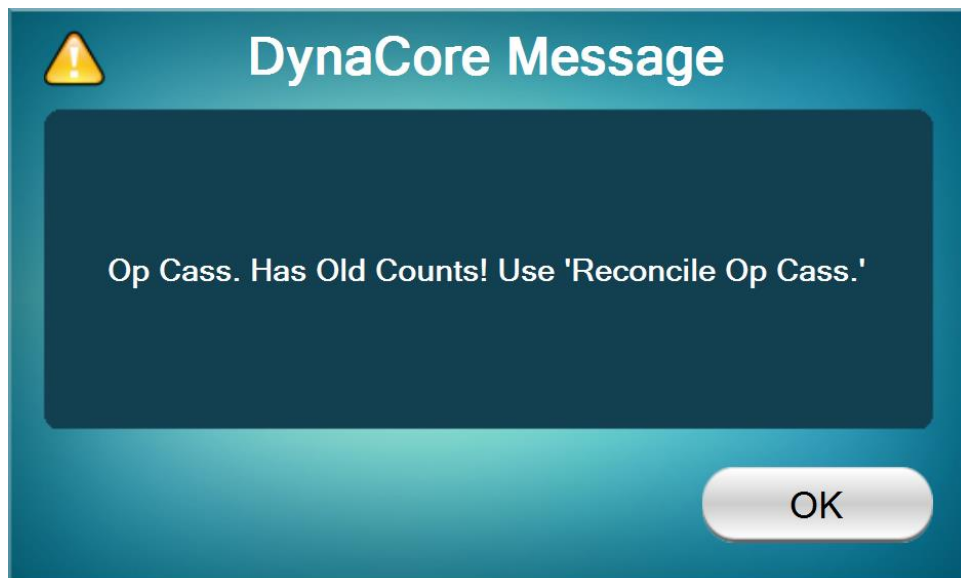 DynaCore Message
Op Cass. Has Old Counts! Use 'Reconcile Op Cass.'
OK